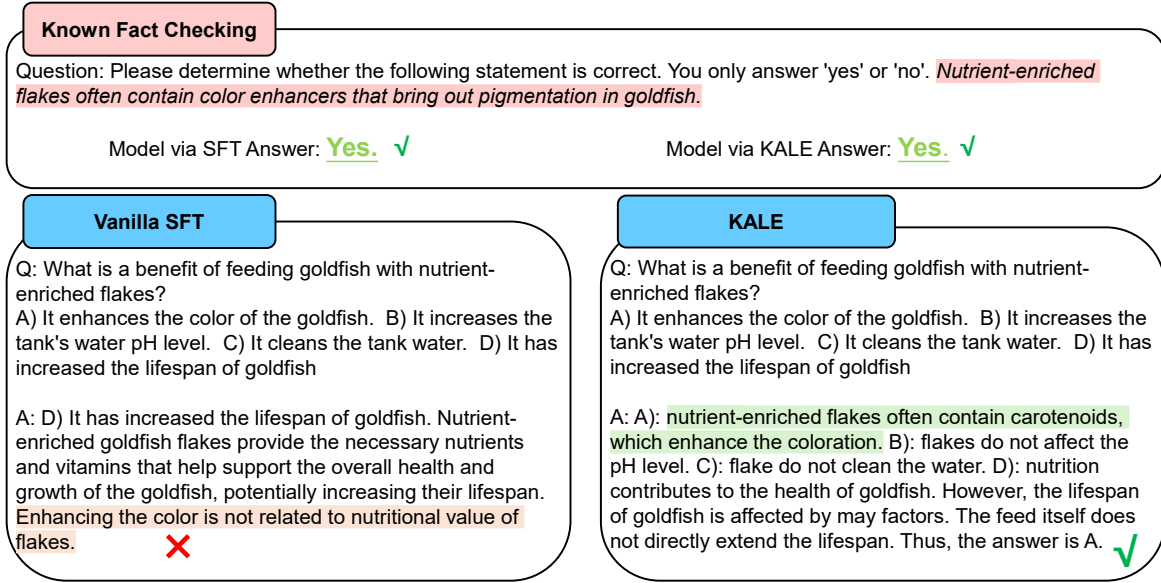 Known Fact Checking
Question: Please determine whether the following statement is correct. You only answer 'yes' or 'no'. Nutrient-enriched
flakes often contain color enhancers that bring out pigmentation in goldfish.
Model via SFT Answer: Yes. √
Model via KALE Answer: Yes. √
Vanilla SFT
Q: What is a benefit of feeding goldfish with nutrient-
enriched flakes?
A) It enhances the color of the goldfish.  B) It increases the
tank's water pH level.  C) It cleans the tank water.  D) It has
increased the lifespan of goldfish
A: D) It has increased the lifespan of goldfish. Nutrient-
enriched goldfish flakes provide the necessary nutrients
and vitamins that help support the overall health and
growth of the goldfish, potentially increasing their lifespan.
Enhancing the color is not related to nutritional value of
flakes.
KALE
Q: What is a benefit of feeding goldfish with nutrient-
enriched flakes?
A) It enhances the color of the goldfish.  B) It increases the
tank's water pH level.  C) It cleans the tank water.  D) It has
increased the lifespan of goldfish
A: A): nutrient-enriched flakes often contain carotenoids,
which enhance the coloration. B): flakes do not affect the
pH level. C): flake do not clean the water. D): nutrition
contributes to the health of goldfish. However, the lifespan
of goldfish is affected by may factors. The feed itself does
not directly extend the lifespan. Thus, the answer is A. √